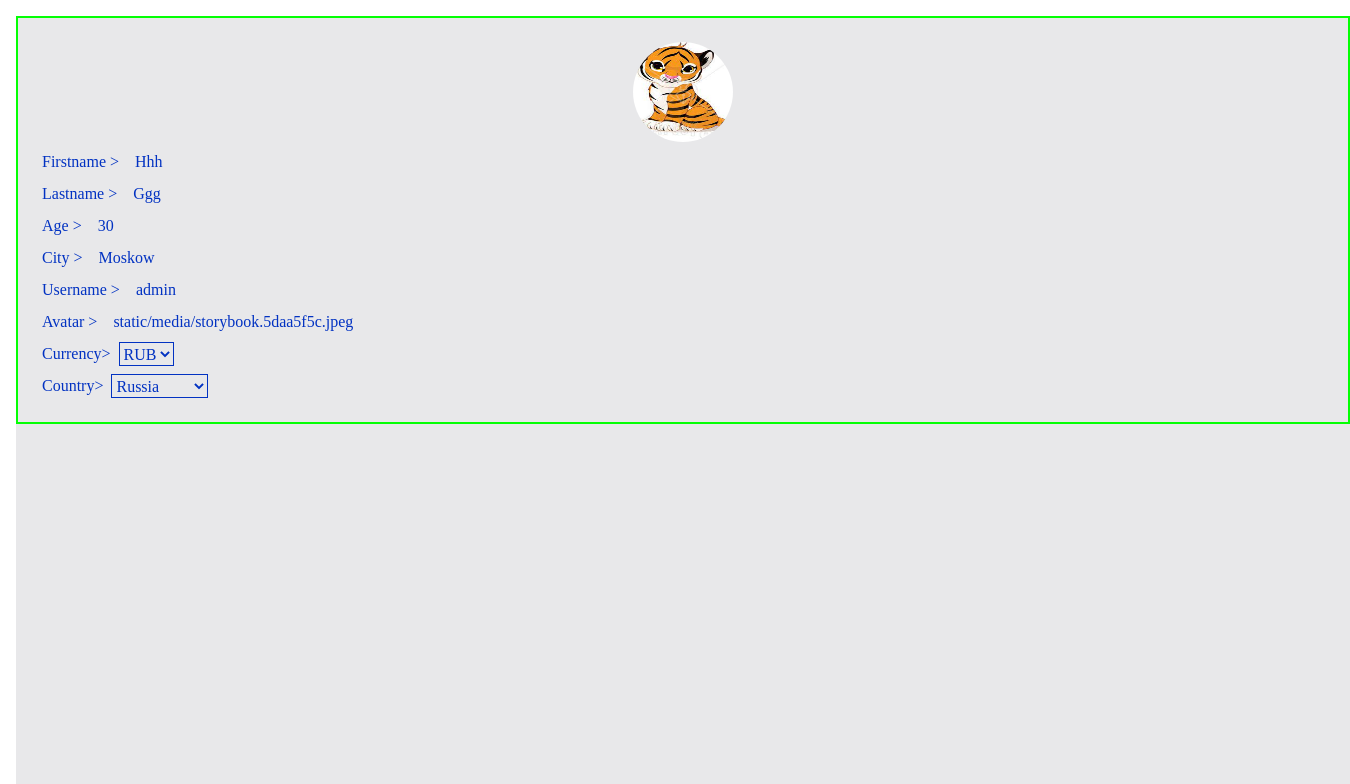 Firstname > Hhh
Lastname > Ggg
Age > 30
City > Moskow
Username > admin
Avatar > static/media/storybook.5daa5f5c.jpeg
Currency> RUB
Country> Russia